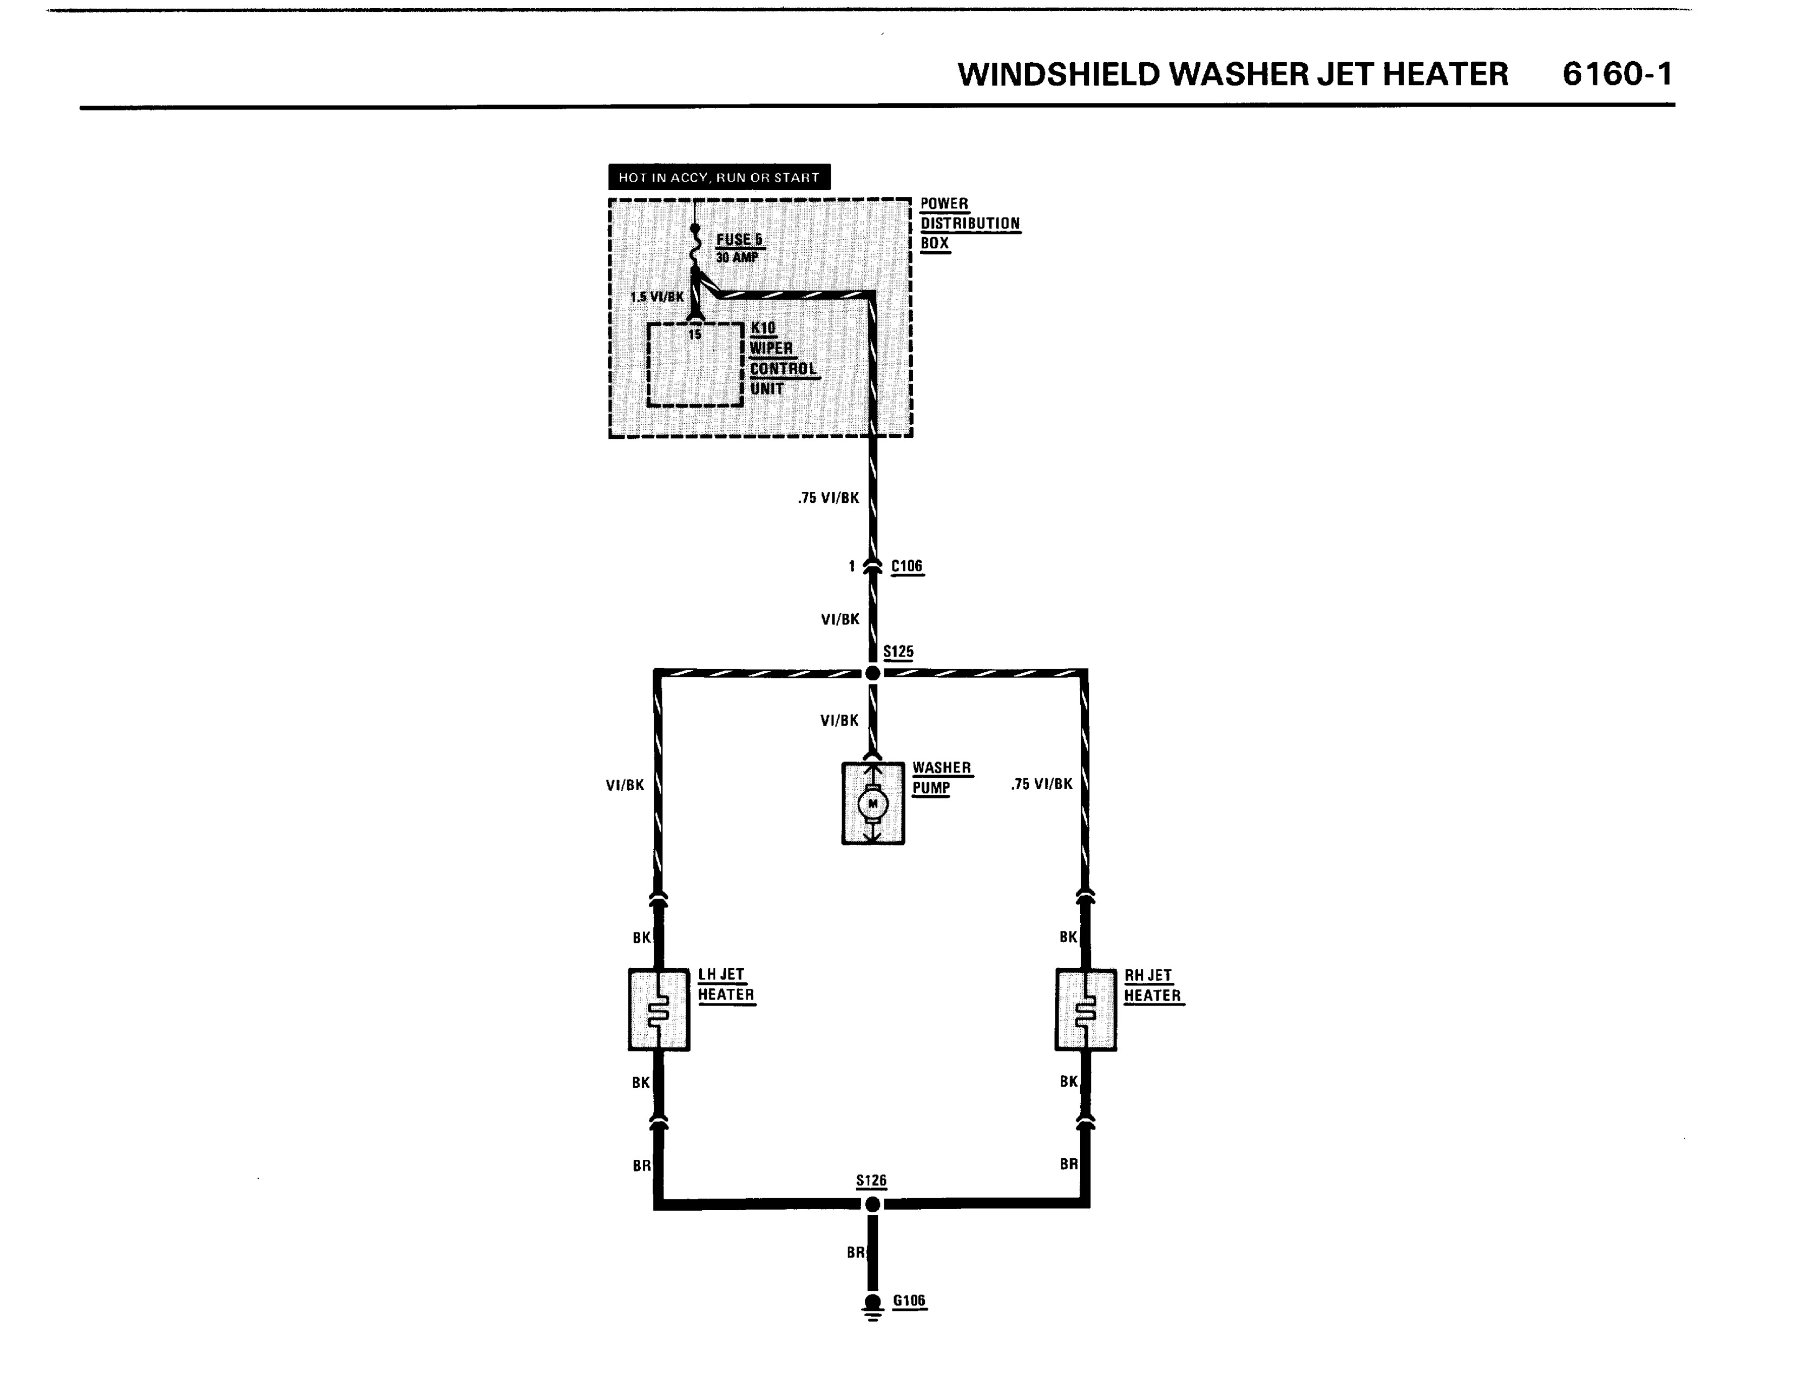 WINDSHIELD WASHER JET HEATER 6160-1
HOT IN ACCY, RUN OR START
POWER
DISTRIBUTION
BOX
FUSE
30 AMP
1.5 VI/BK
15
K10
WIPER
CONTROL
UNIT
.75 VI/BK
1
C106
VI/BK
S125
VI/BK
WASHER
PUMP
M
VI/BK
.75 VI/BK
BK
BK
LH JET
HEATER
RH JET
HEATER
BK
BK
BR
BR
S126
BR
G106